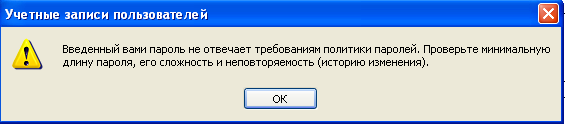 Учетные записи пользователей
Введенный вами пароль не отвечает требованиям политики паролей. Проверьте минимальную
длину пароля, его сложность и неповторяемость (историю изменения).
ОК